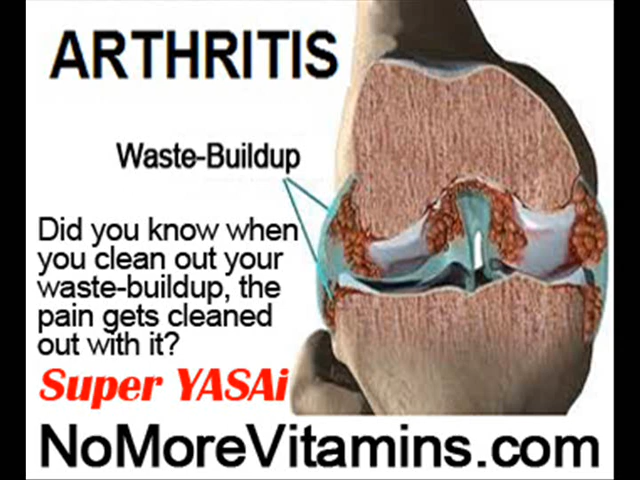 ARTHRITIS
Waste-Buildup
Did you know when
you clean out your
waste-buildup, the
pain gets cleaned
out with it?
Super YASAi
NoMoreVitamins.com